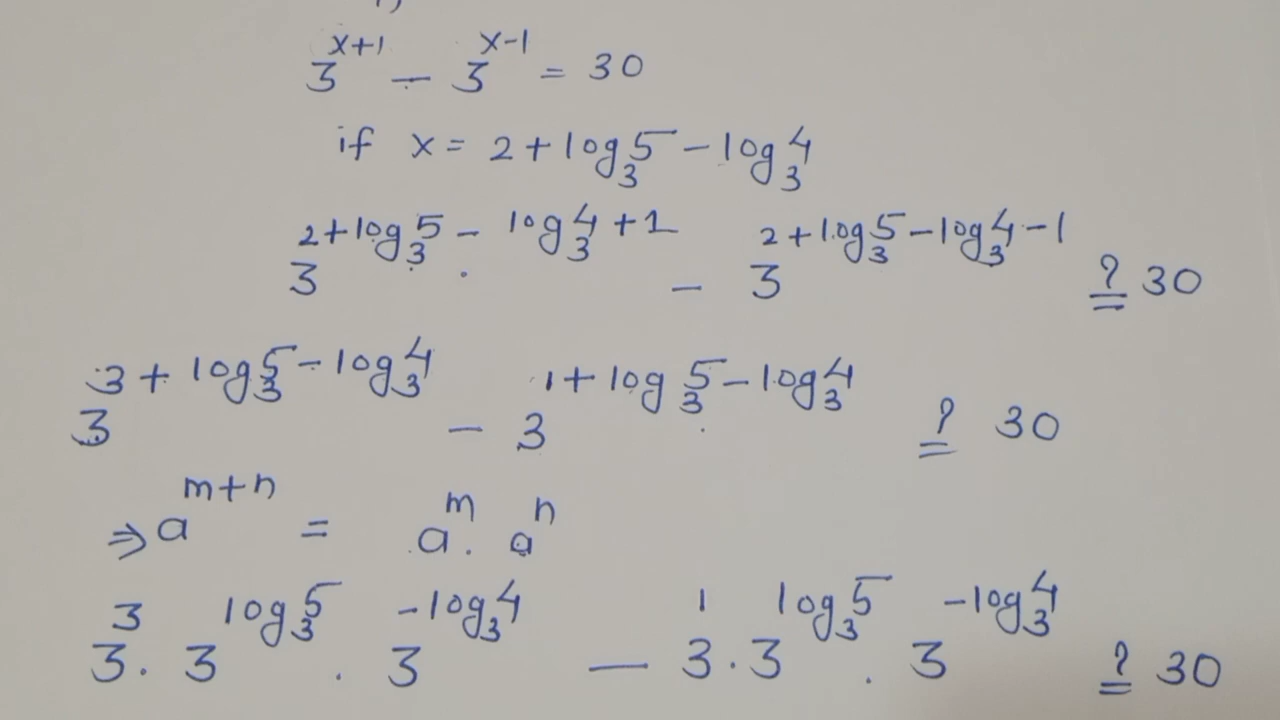 3^{x+1} - 3^{x-1} = 30
if x = 2 + log_3 5 - log_3 4
3^{2 + log_3 5 - log_3 4 + 1} - 3^{2 + log_3 5 - log_3 4 - 1} ≟ 30
3^{3 + log_3 5 - log_3 4} - 3^{1 + log_3 5 - log_3 4} ≟ 30
⇒ a^{m+n} = a^m . a^n
3^3 . 3^{log_3 5} . 3^{-log_3 4} - 3^1 . 3^{log_3 5} . 3^{-log_3 4} ≟ 30